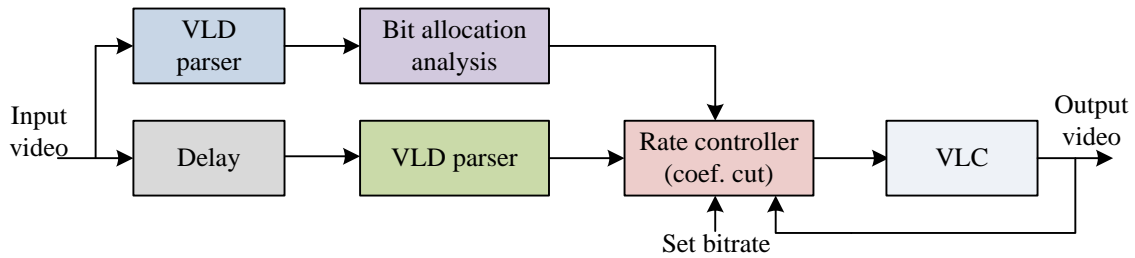 VLD
parser
Bit allocation
analysis
Input
video
Delay
VLD parser
Rate controller
(coef. cut)
VLC
Output
video
Set bitrate